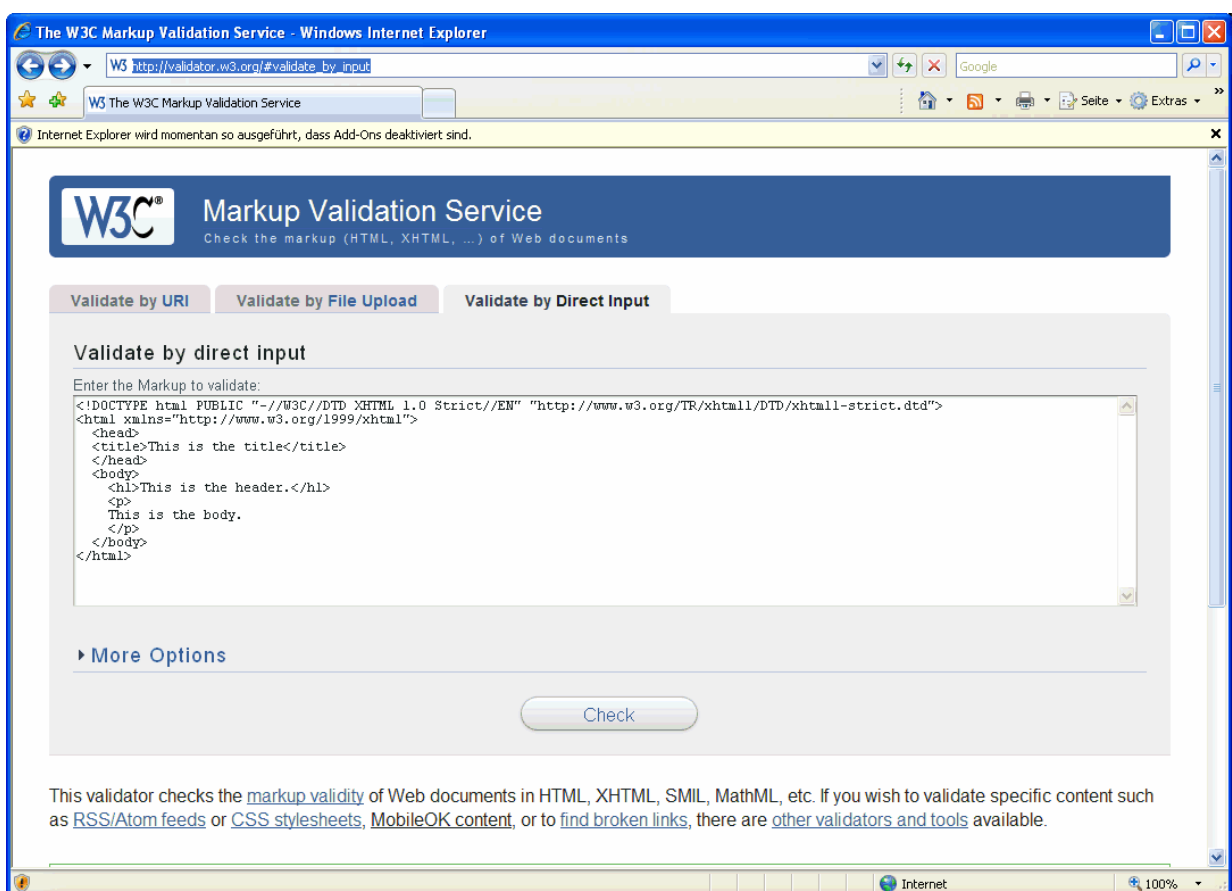 The W3C Markup Validation Service - Windows Internet Explorer
W3 http://validator.w3.org/#validate_by_input
Google
W3 The W3C Markup Validation Service
Seite
Extras
»
Internet Explorer wird momentan so ausgeführt, dass Add-Ons deaktiviert sind.
W3C®
Markup Validation Service
Check the markup (HTML, XHTML, …) of Web documents
Validate by URI
Validate by File Upload
Validate by Direct Input
Validate by direct input
Enter the Markup to validate:
<!DOCTYPE html PUBLIC "-//W3C//DTD XHTML 1.0 Strict//EN" "http://www.w3.org/TR/xhtml1/DTD/xhtml1-strict.dtd">
<html xmlns="http://www.w3.org/1999/xhtml">
<head>
<title>This is the title</title>
</head>
<body>
<h1>This is the header.</h1>
<p>
This is the body.
</p>
</body>
</html>
More Options
Check
This validator checks the markup validity of Web documents in HTML, XHTML, SMIL, MathML, etc. If you wish to validate specific content such
as RSS/Atom feeds or CSS stylesheets, MobileOK content, or to find broken links, there are other validators and tools available.
Internet
100%